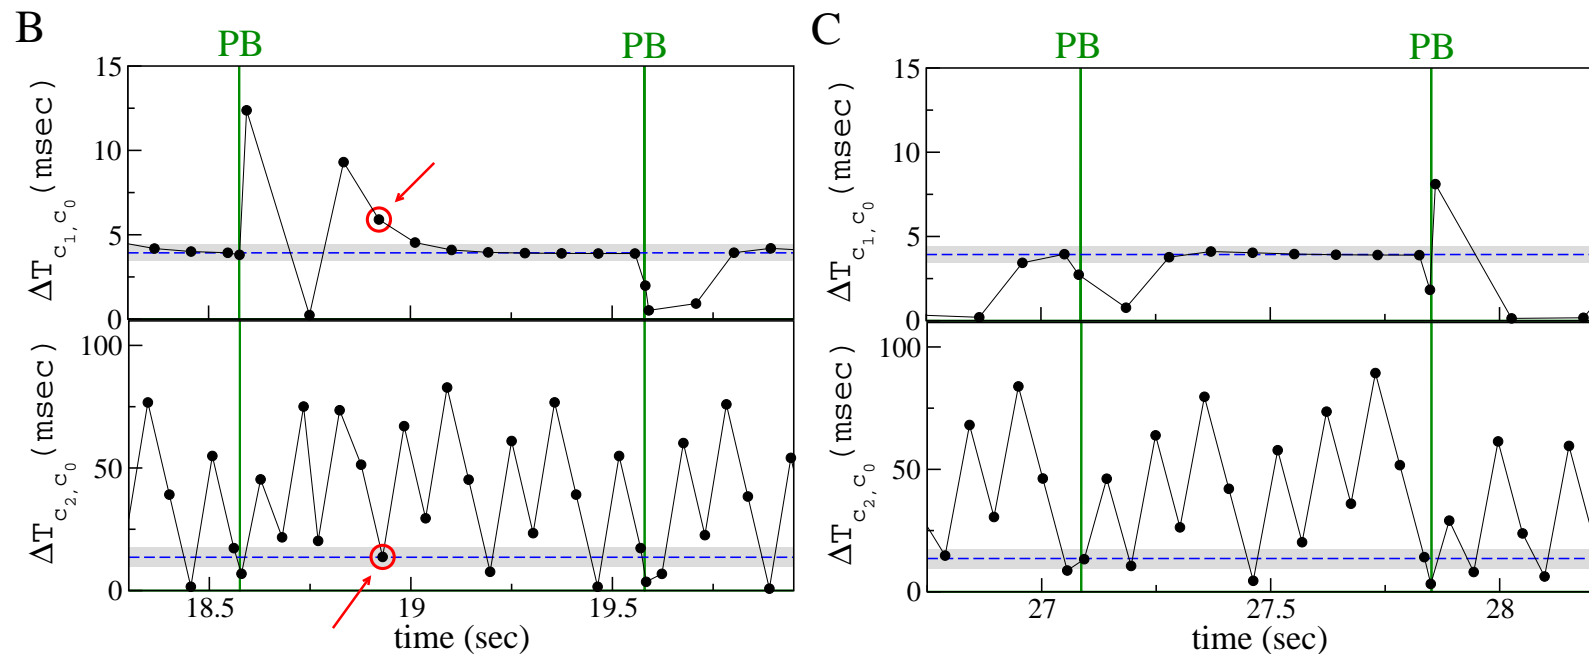 B
PB
PB
15
10
5
0
ΔT c₁, c₀ (msec)
100
50
0
ΔT c₂, c₀ (msec)
18.5
19
19.5
time (sec)
C
PB
PB
15
10
5
0
ΔT c₁, c₀ (msec)
100
50
0
ΔT c₂, c₀ (msec)
27
27.5
28
time (sec)